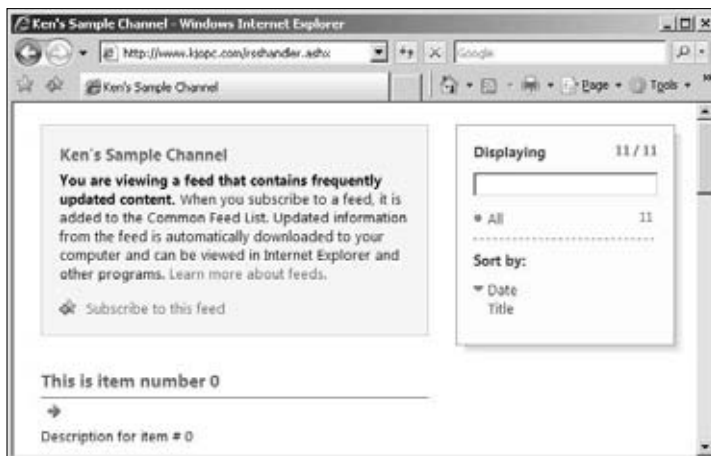 Ken's Sample Channel - Windows Internet Explorer
http://www.kjopc.com/rsshandler.ashx
Google
Ken's Sample Channel
Page
Tools
Ken's Sample Channel
You are viewing a feed that contains frequently
updated content. When you subscribe to a feed, it is
added to the Common Feed List. Updated information
from the feed is automatically downloaded to your
computer and can be viewed in Internet Explorer and
other programs. Learn more about feeds.
Subscribe to this feed
Displaying 11 / 11
All 11
Sort by:
Date
Title
This is item number 0
Description for item # 0